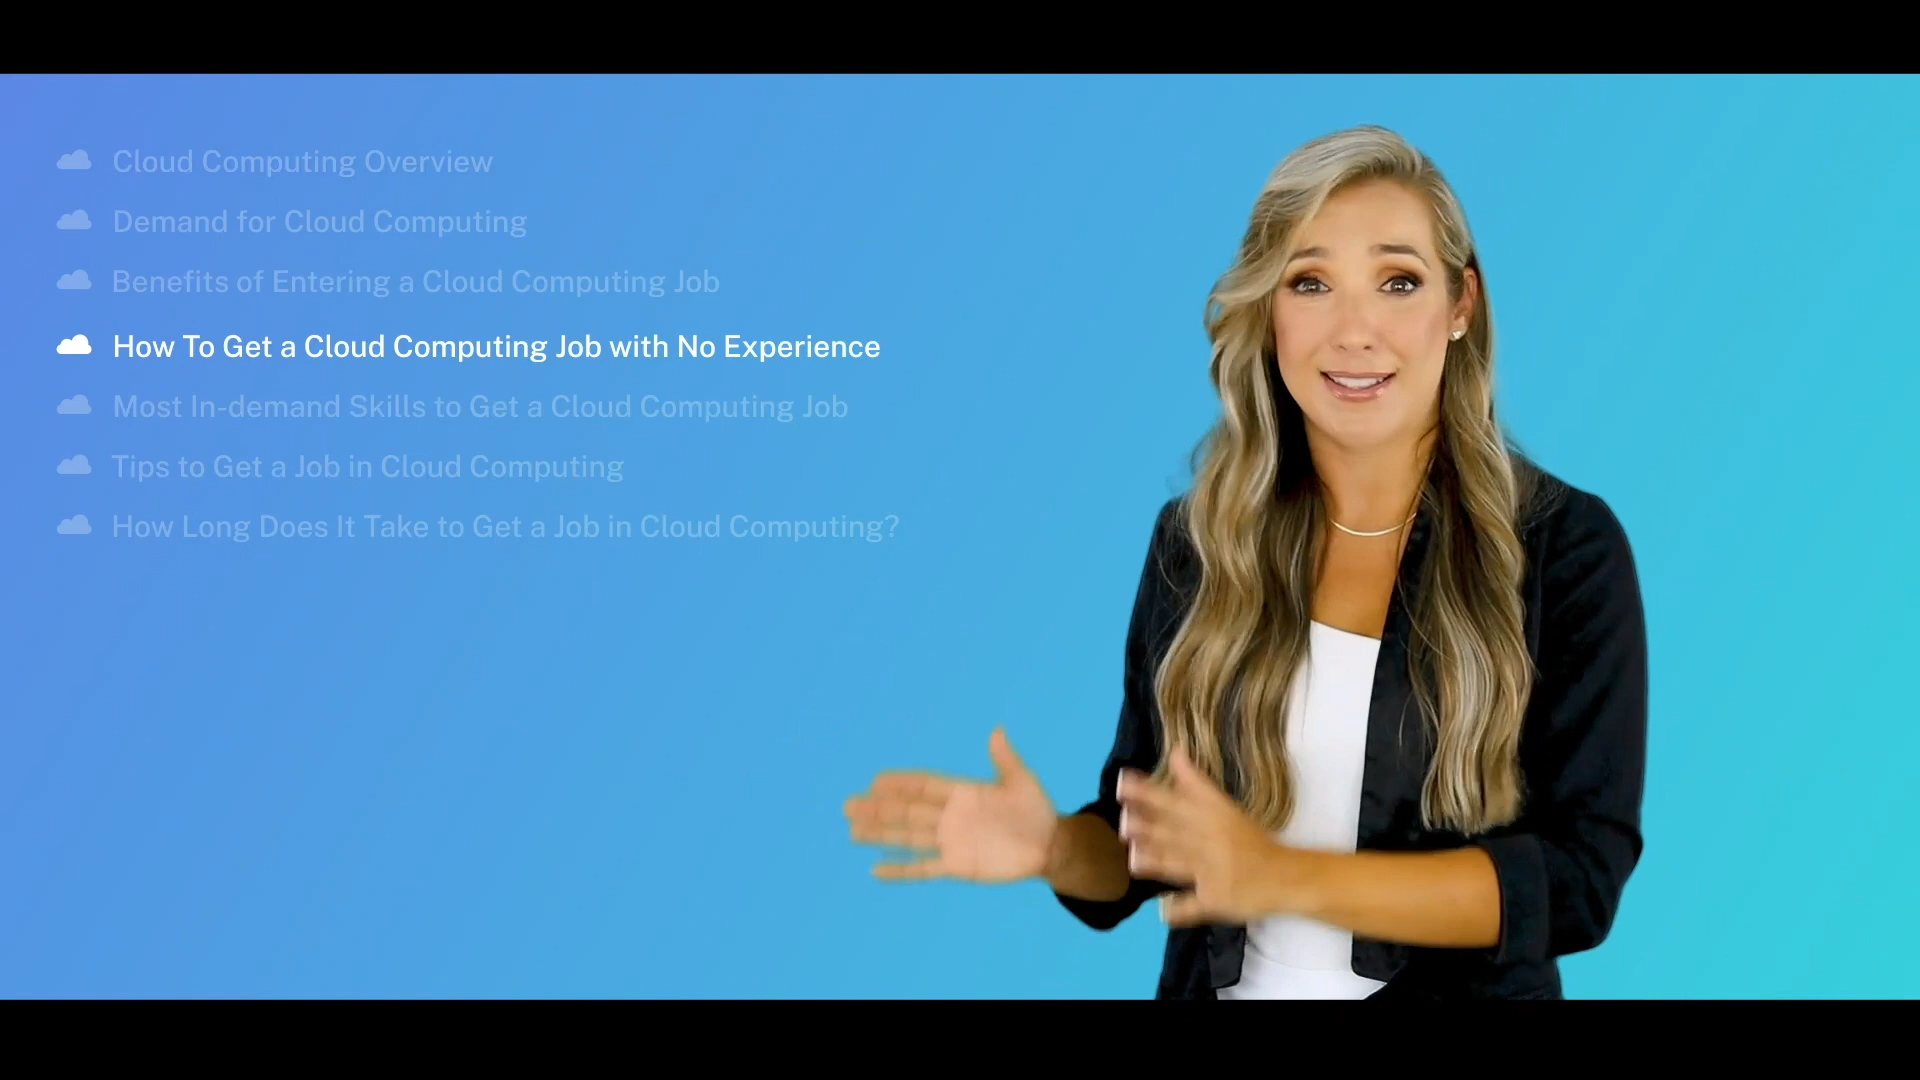 Cloud Computing Overview
Demand for Cloud Computing
Benefits of Entering a Cloud Computing Job
How To Get a Cloud Computing Job with No Experience
Most In-demand Skills to Get a Cloud Computing Job
Tips to Get a Job in Cloud Computing
How Long Does It Take to Get a Job in Cloud Computing?